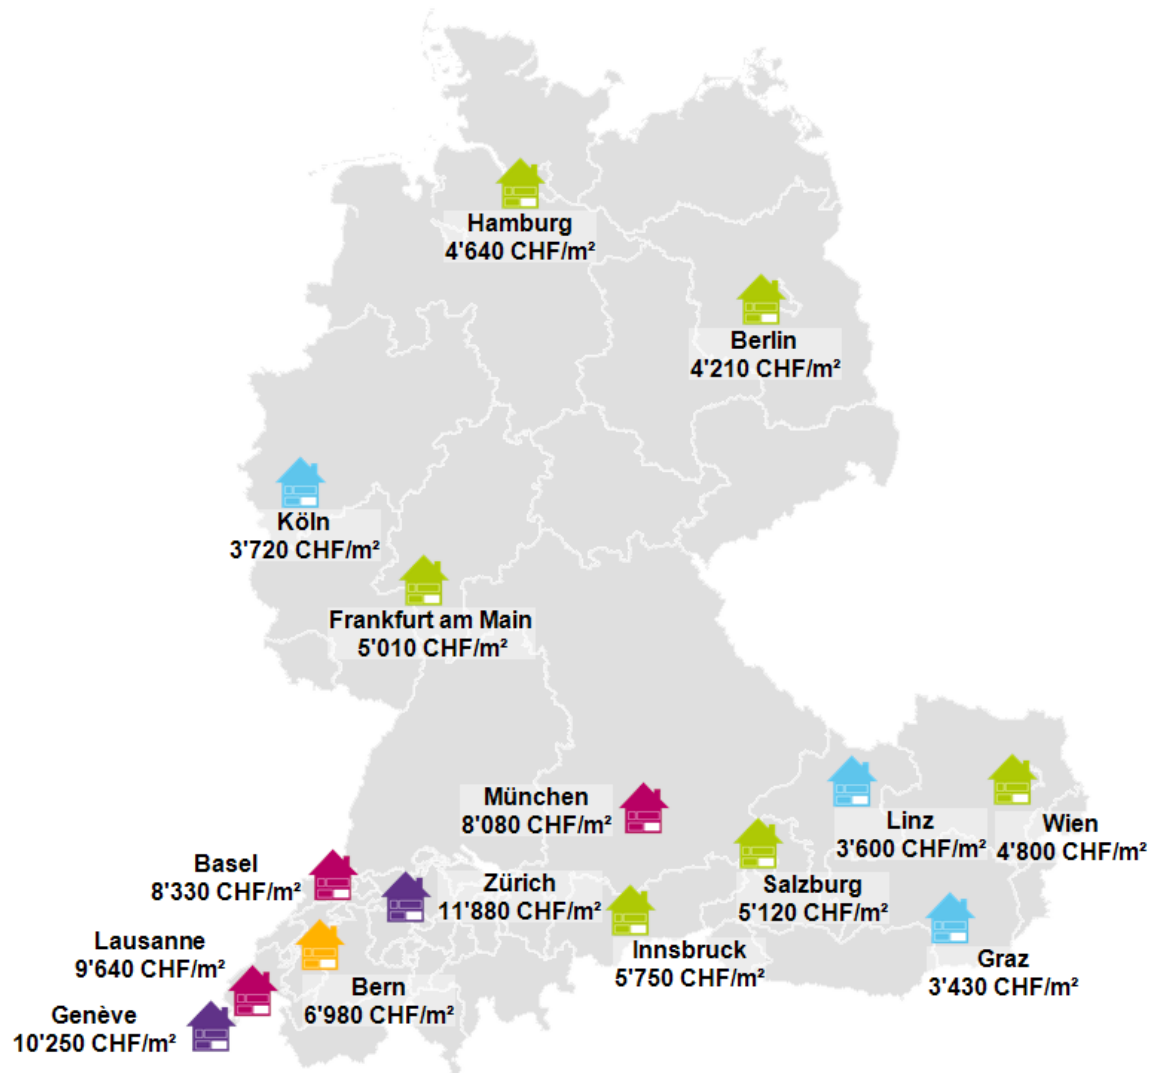 Hamburg
4'640 CHF/m²
Berlin
4'210 CHF/m²
Köln
3'720 CHF/m²
Frankfurt am Main
5'010 CHF/m²
München
8'080 CHF/m²
Linz
3'600 CHF/m²
Wien
4'800 CHF/m²
Basel
8'330 CHF/m²
Zürich
11'880 CHF/m²
Salzburg
5'120 CHF/m²
Lausanne
9'640 CHF/m²
Innsbruck
5'750 CHF/m²
Graz
3'430 CHF/m²
Bern
6'980 CHF/m²
Genève
10'250 CHF/m²